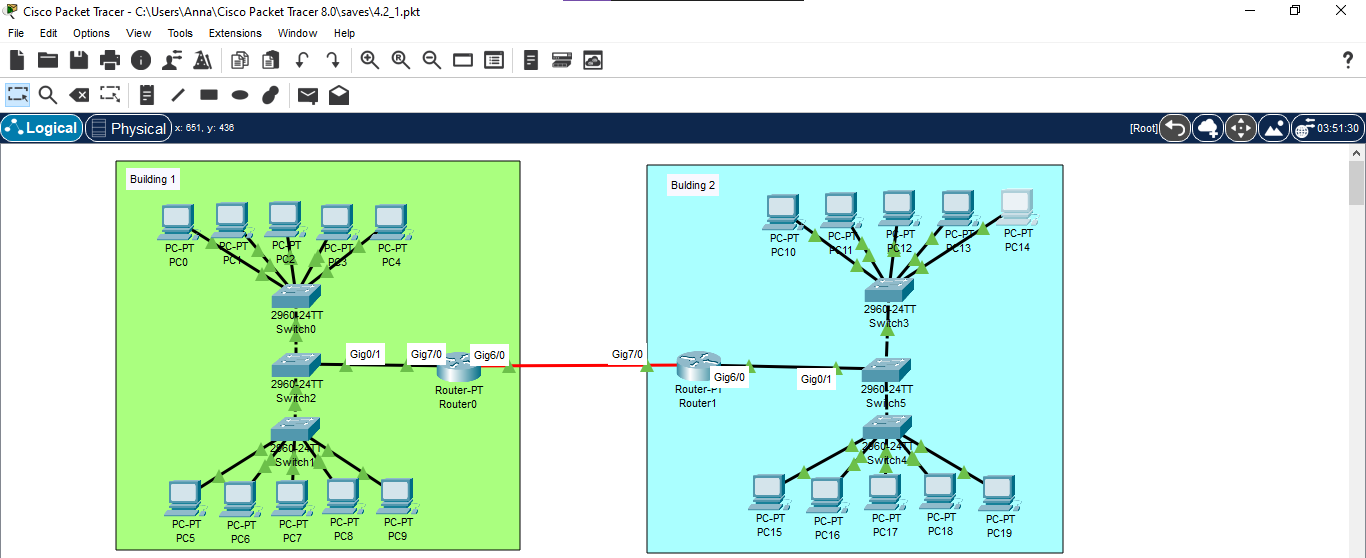 Cisco Packet Tracer - C:\Users\Anna\Cisco Packet Tracer 8.0\saves\4.2_1.pkt
File Edit Options View Tools Extensions Window Help
?
Logical Physical x: 651, y: 436 [Root] 03:51:30
Building 1
PC-PT
PC0
PC-PT
PC1
PC-PT
PC2
PC-PT
PC3
PC-PT
PC4
2960-24TT
Switch0
Gig0/1
Gig7/0
Gig6/0
2960-24TT
Switch2
Router-PT
Router0
2960-24TT
Switch1
PC-PT
PC5
PC-PT
PC6
PC-PT
PC7
PC-PT
PC8
PC-PT
PC9
Bulding 2
PC-PT
PC10
PC-PT
PC11
PC-PT
PC12
PC-PT
PC13
PC-PT
PC14
2960-24TT
Switch3
Gig7/0
Router-PT
Router1
Gig6/0
Gig0/1
2960-24TT
Switch5
2960-24TT
Switch4
PC-PT
PC15
PC-PT
PC16
PC-PT
PC17
PC-PT
PC18
PC-PT
PC19